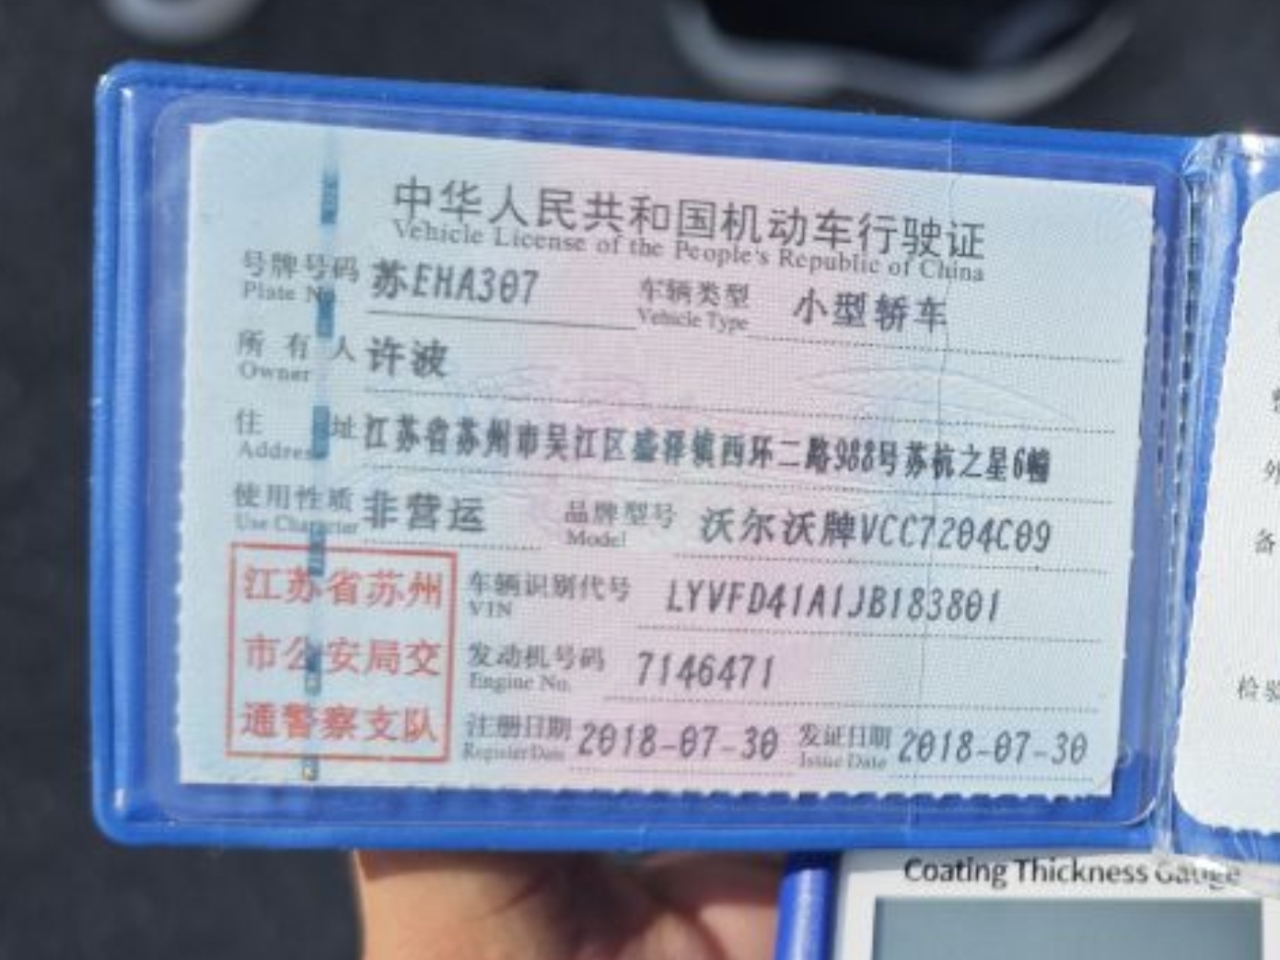 中华人民共和国机动车行驶证
Vehicle License of the People's Republic of China
号牌号码 苏EHA307 车辆类型 小型轿车
Plate No. Vehicle Type
所有人 许波
Owner
住址 江苏省苏州市吴江区盛泽镇西环二路988号苏杭之星6幢
Address
使用性质 非营运 品牌型号 沃尔沃牌VCC7204C09
Use Character Model
江苏省苏州
市公安局交
通警察支队
车辆识别代号 LYVFD41A1JB183801
VIN
发动机号码 7146471
Engine No.
注册日期 2018-07-30 发证日期 2018-07-30
Register Date Issue Date
外
备
检验
Coating Thickness Gauge